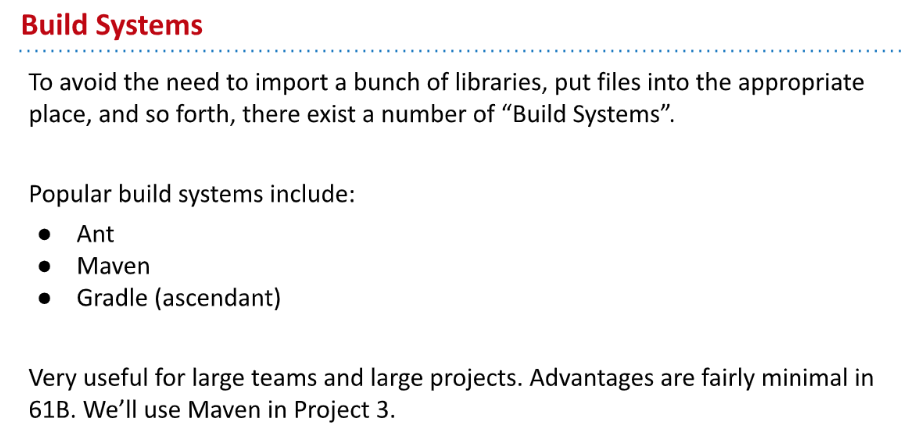 Build Systems
To avoid the need to import a bunch of libraries, put files into the appropriate
place, and so forth, there exist a number of “Build Systems”.
Popular build systems include:
● Ant
● Maven
● Gradle (ascendant)
Very useful for large teams and large projects. Advantages are fairly minimal in
61B. We’ll use Maven in Project 3.